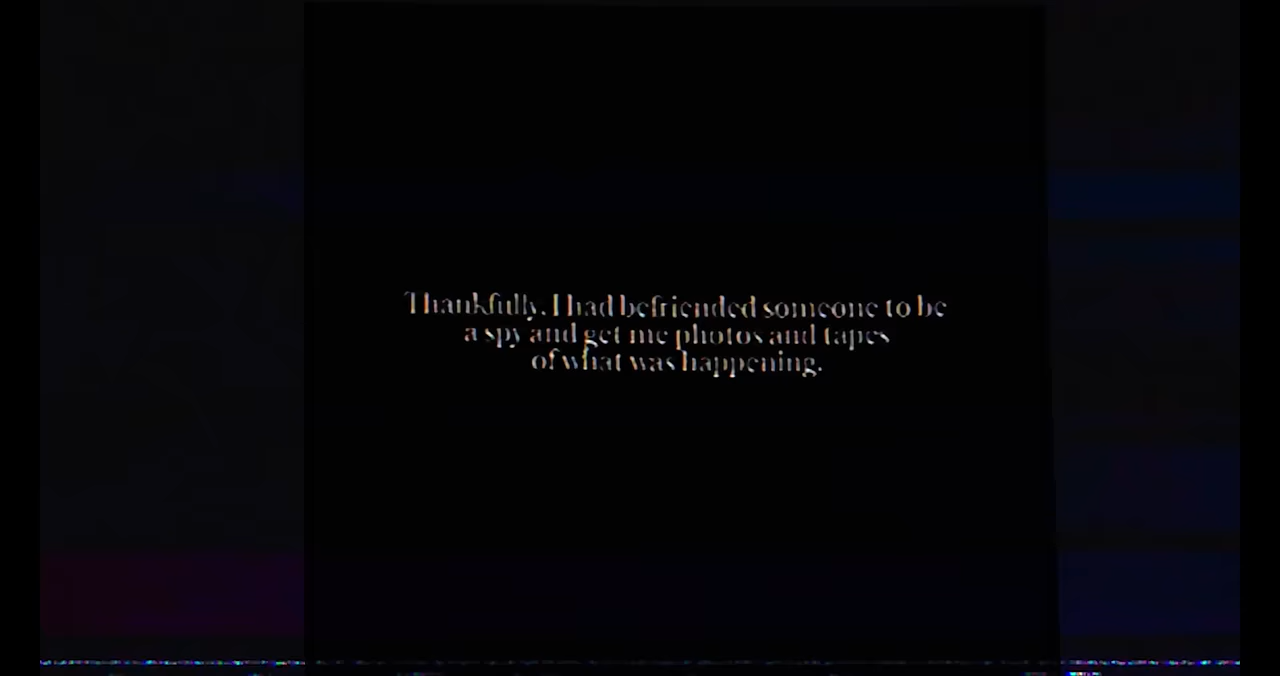 Thankfully, I had befriended someone to be
a spy and get me photos and tapes
of what was happening.